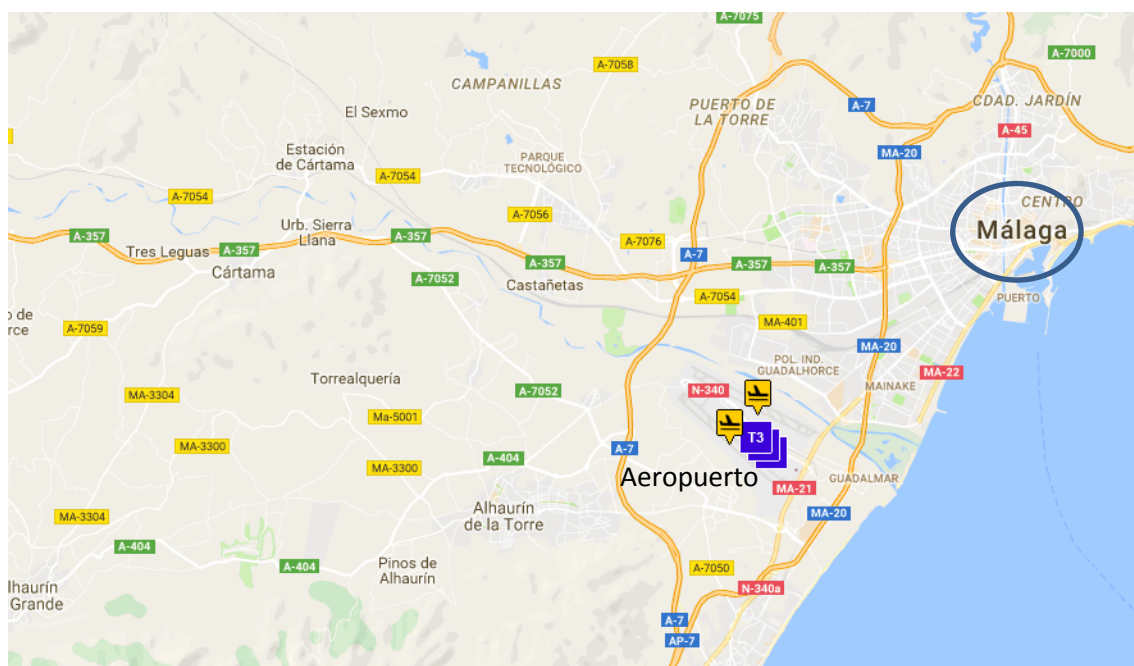 A-7075
A-7000
A-7058
CAMPANILLAS
A-7
PUERTO DE
LA TORRE
CDAD. JARDÍN
El Sexmo
A-45
Estación
de Cártama
PARQUE
TECNOLÓGICO
MA-20
A-7054
A-7054
CENTRO
A-7056
Urb. Sierra
Llana
Málaga
A-357
Tres Leguas
A-357
A-7076
A-7
Cártama
A-7052
A-357
Castañetas
A-357
A-357
A-7054
PUERTO
o de
rce
A-7059
MA-401
MA-20
POL. IND.
GUADALHORCE
MA-22
MAINAKE
Torrealquería
A-7052
N-340
MA-3304
Ma-5001
T3
MA-3300
A-7
A-404
MA-3300
Aeropuerto
GUADALMAR
MA-21
Alhaurín
de la Torre
MA-3304
MA-20
A-404
A-404
Pinos de
Alhaurín
A-7050
N-340a
lhaurín
Grande
A-7
AP-7